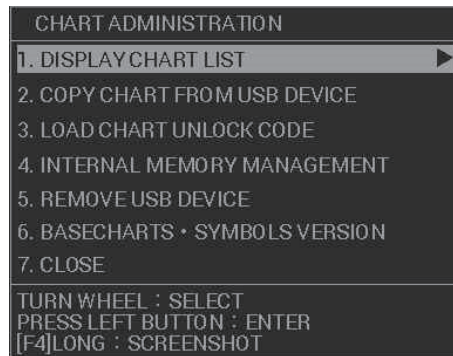 CHART ADMINISTRATION
1. DISPLAY CHART LIST
2. COPY CHART FROM USB DEVICE
3. LOAD CHART UNLOCK CODE
4. INTERNAL MEMORY MANAGEMENT
5. REMOVE USB DEVICE
6. BASECHARTS・SYMBOLS VERSION
7. CLOSE
TURN WHEEL : SELECT
PRESS LEFT BUTTON : ENTER
[F4]LONG : SCREENSHOT